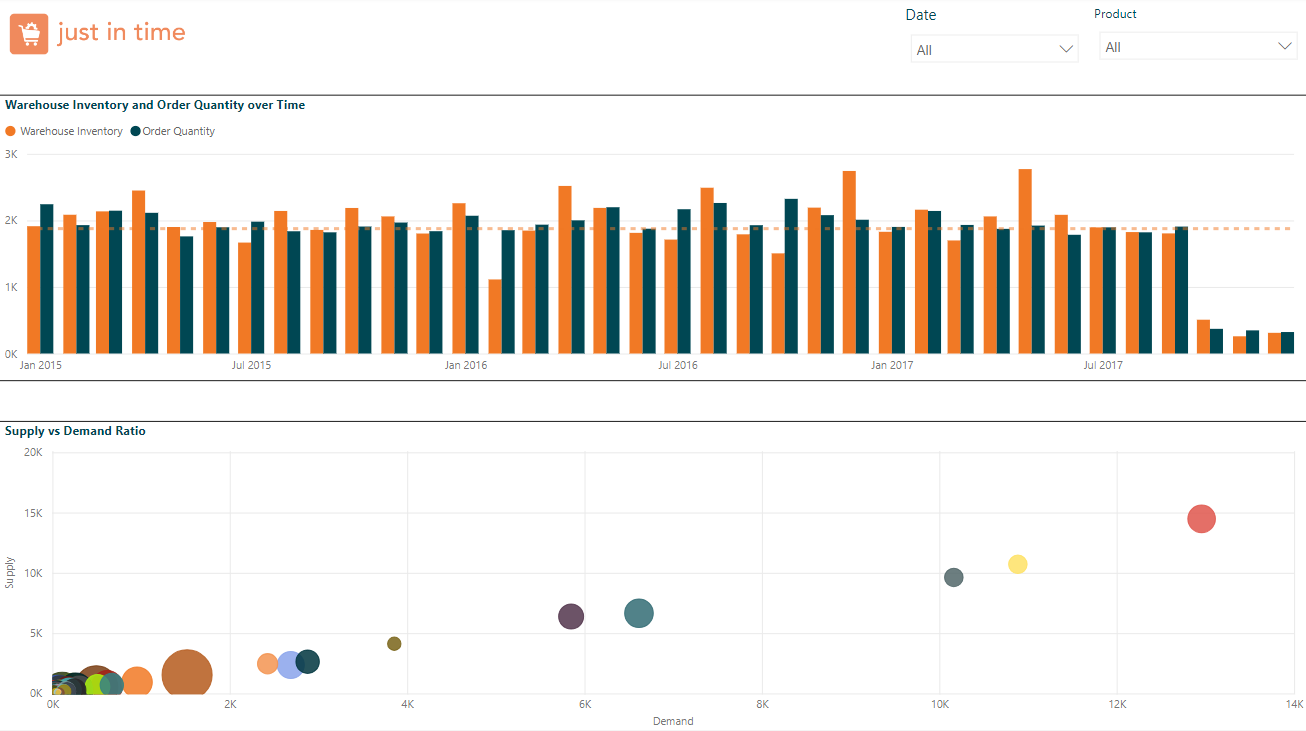 just in time
Date
Product
All
All
Warehouse Inventory and Order Quantity over Time
Warehouse Inventory Order Quantity
3K
2K
1K
0K
Jan 2015 Jul 2015 Jan 2016 Jul 2016 Jan 2017 Jul 2017
Supply vs Demand Ratio
20K
15K
10K
5K
0K
Supply
0K 2K 4K 6K 8K 10K 12K 14K
Demand